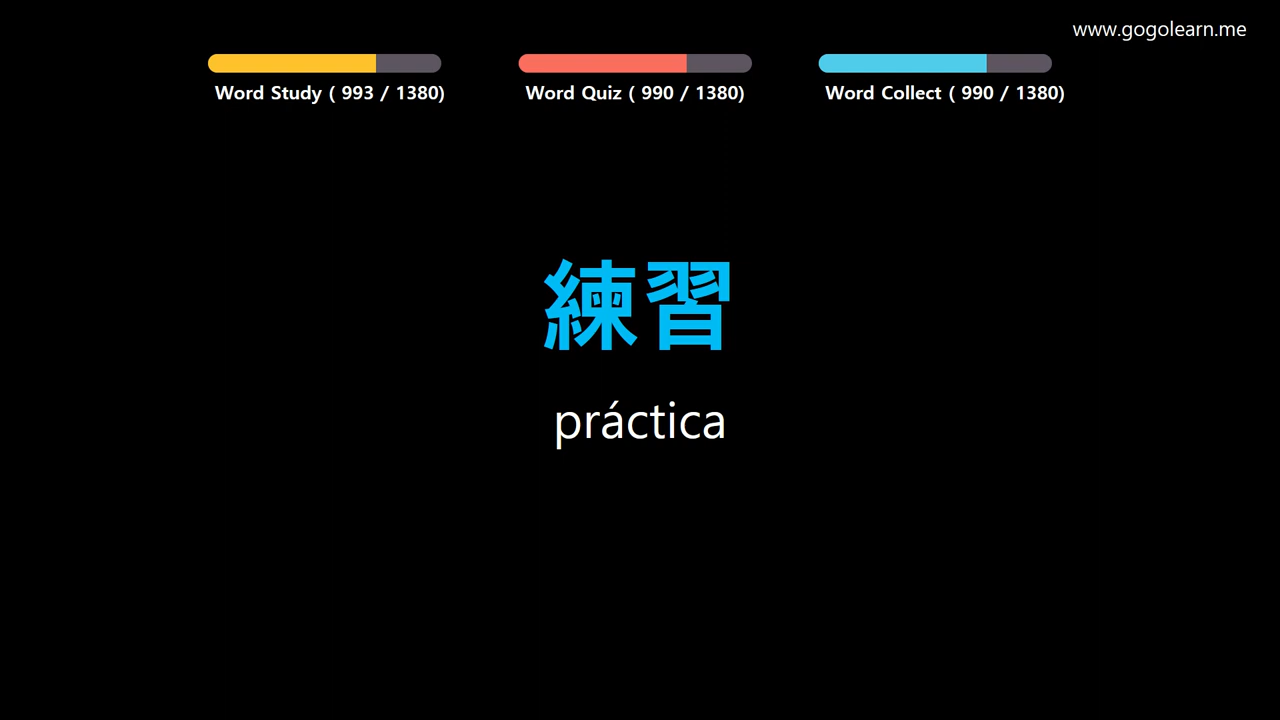 www.gogolearn.me
Word Study ( 993 / 1380)
Word Quiz ( 990 / 1380)
Word Collect ( 990 / 1380)
練習
práctica